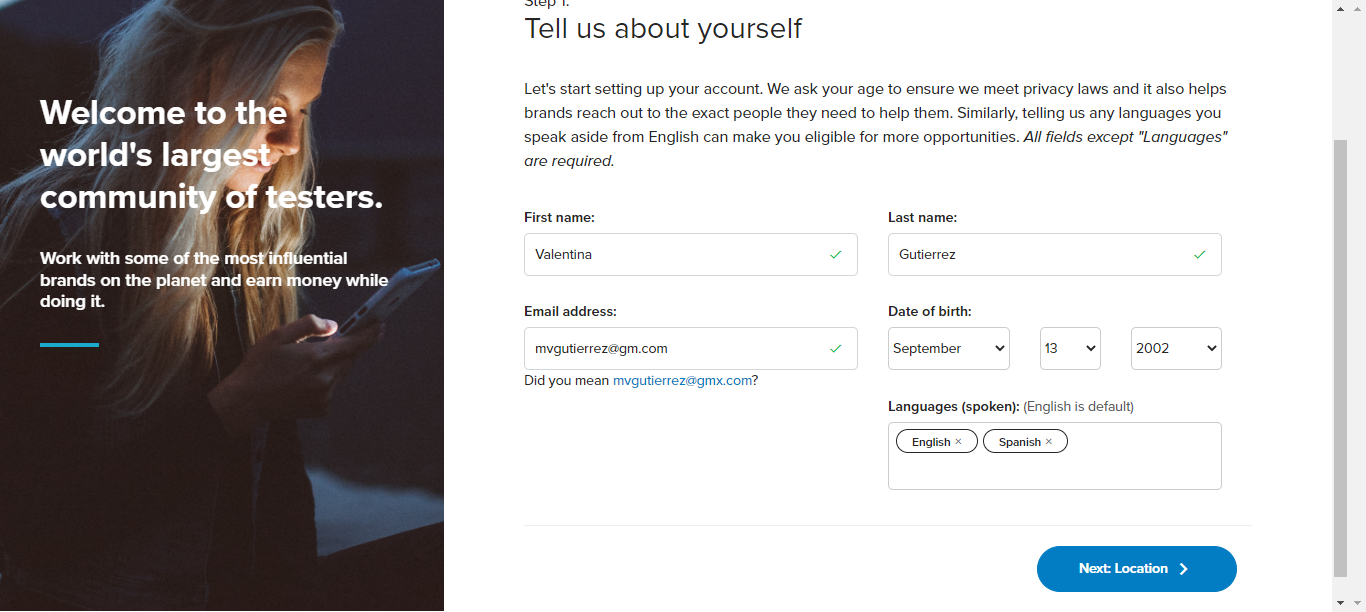 Step 1:
Tell us about yourself
Welcome to the
world's largest
community of testers.
Work with some of the most influential
brands on the planet and earn money while
doing it.
Let's start setting up your account. We ask your age to ensure we meet privacy laws and it also helps
brands reach out to the exact people they need to help them. Similarly, telling us any languages you
speak aside from English can make you eligible for more opportunities. All fields except "Languages"
are required.
First name:
Last name:
Valentina
Gutierrez
Email address:
Date of birth:
mvgutierrez@gm.com
September
13
2002
Did you mean mvgutierrez@gmx.com?
Languages (spoken): (English is default)
English ×
Spanish ×
Next: Location